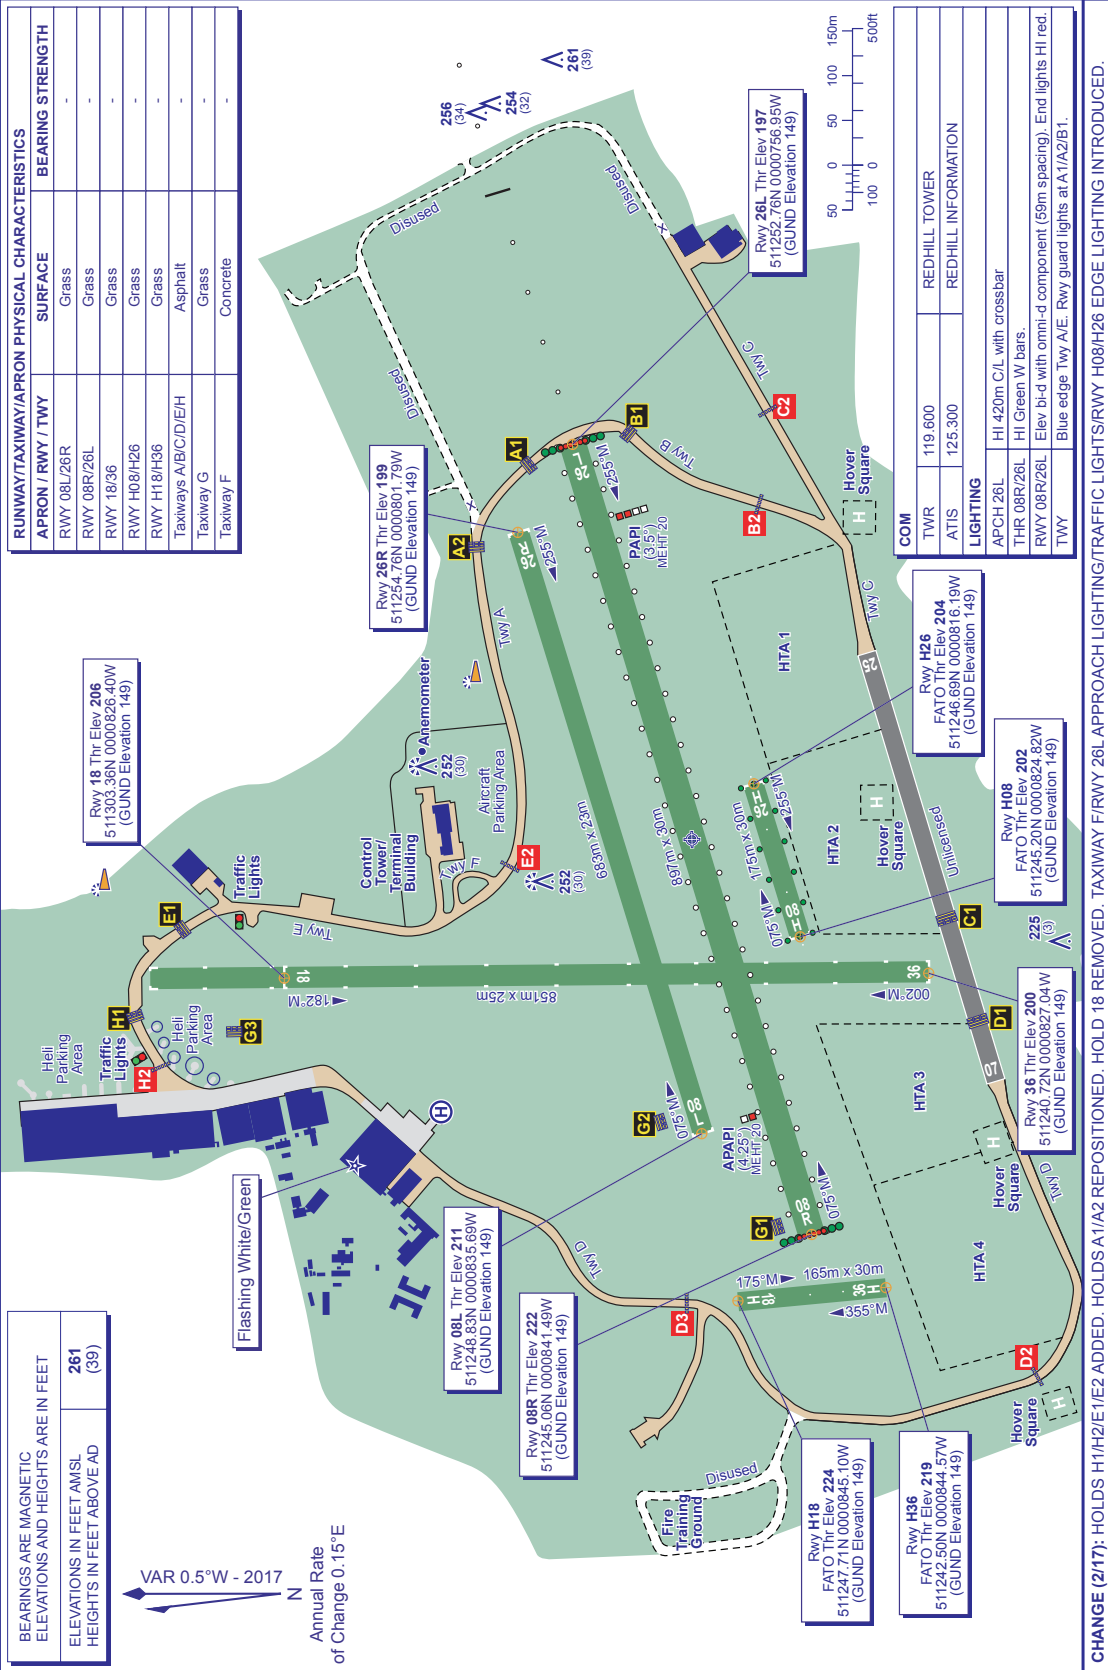 BEARINGS ARE MAGNETIC
ELEVATIONS AND HEIGHTS ARE IN FEET
ELEVATIONS IN FEET AMSL
HEIGHTS IN FEET ABOVE AD
261
(39)
VAR 0.5°W - 2017
N
Annual Rate
of Change 0.15°E
RUNWAY/TAXIWAY/APRON PHYSICAL CHARACTERISTICS
APRON / RWY / TWY SURFACE BEARING STRENGTH
RWY 08L/26R Grass -
RWY 08R/26L Grass -
RWY 18/36 Grass -
RWY H08/H26 Grass -
RWY H18/H36 Grass -
Taxiways A/B/C/D/E/H Asphalt -
Taxiway G Grass -
Taxiway F Concrete -
Rwy 18 Thr Elev 206
511303.36N 0000826.40W
(GUND Elevation 149)
Rwy 26R Thr Elev 199
511254.76N 0000801.79W
(GUND Elevation 149)
Rwy 26L Thr Elev 197
511252.76N 0000756.95W
(GUND Elevation 149)
Rwy H26
FATO Thr Elev 204
511246.69N 0000816.19W
(GUND Elevation 149)
Rwy H08
FATO Thr Elev 202
511245.20N 0000824.82W
(GUND Elevation 149)
Rwy 36 Thr Elev 200
511240.72N 0000827.04W
(GUND Elevation 149)
Rwy 08L Thr Elev 211
511248.83N 0000835.69W
(GUND Elevation 149)
Rwy 08R Thr Elev 222
511245.06N 0000841.49W
(GUND Elevation 149)
Rwy H18
FATO Thr Elev 224
511247.71N 0000845.10W
(GUND Elevation 149)
Rwy H36
FATO Thr Elev 219
511242.50N 0000844.57W
(GUND Elevation 149)
Flashing White/Green
Heli
Parking
Area
Traffic
Lights
H2
H1
Heli
Parking
Area
G3
E1
Traffic
Lights
Twy E
Control
Tower/
Terminal
Building
Twy F
E2
252
(30)
Anemometer
252
(30)
Aircraft
Parking Area
Twy A
A2
A1
Disused
Disused
Disused
256
(34)
254
(32)
261
(39)
B1
Twy B
B2
Twy C
C2
Twy C
Hover
Square
H
26
R
255°M
26
L
255°M
PAPI
(3.5°)
MEHT 20
683m x 23m
897m x 30m
18
182°M
851m x 25m
002°M
36
H
26
255°M
175m x 30m
075°M
H
08
HTA 1
HTA 2
Hover
Square
H
25
Unlicensed
07
C1
225
(3)
D1
HTA 3
HTA 4
Hover
Square
H
Twy D
D2
Hover
Square
H
H
G2
075°M
08
L
APAPI
(4.25°)
MEHT 20
G1
08
R
075°M
Twy D
D3
175°M
165m x 30m
355°M
H
18
36
H
Disused
Fire
Training
Ground
50 0 50 100 150m
100 0 500ft
COM
TWR 119.600 REDHILL TOWER
ATIS 125.300 REDHILL INFORMATION
LIGHTING
APCH 26L HI 420m C/L with crossbar
THR 08R/26L HI Green W bars.
RWY 08R/26L Elev bi-d with omni-d component (59m spacing). End lights HI red.
TWY Blue edge Twy A/E. Rwy guard lights at A1/A2/B1.
CHANGE (2/17): HOLDS H1/H2/E1/E2 ADDED. HOLDS A1/A2 REPOSITIONED. HOLD 18 REMOVED. TAXIWAY F/RWY 26L APPROACH LIGHTING/TRAFFIC LIGHTS/RWY H08/H26 EDGE LIGHTING INTRODUCED.